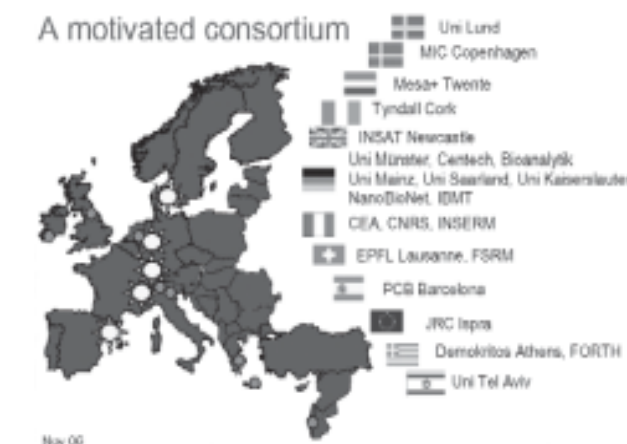 A motivated consortium
Uni Lund
MIC Copenhagen
Mesa+ Twente
Tyndall Cork
INSAT Newcastle
Uni Münster, Centech, Bioanalytik
Uni Mainz, Uni Saarland, Uni Kaiserslaute
NanoBioNet, IBMT
CEA, CNRS, INSERM
EPFL Lausanne, FSRM
PCB Barcelona
JRC Ispra
Demokritos Athens, FORTH
Uni Tel Aviv
Nov 06